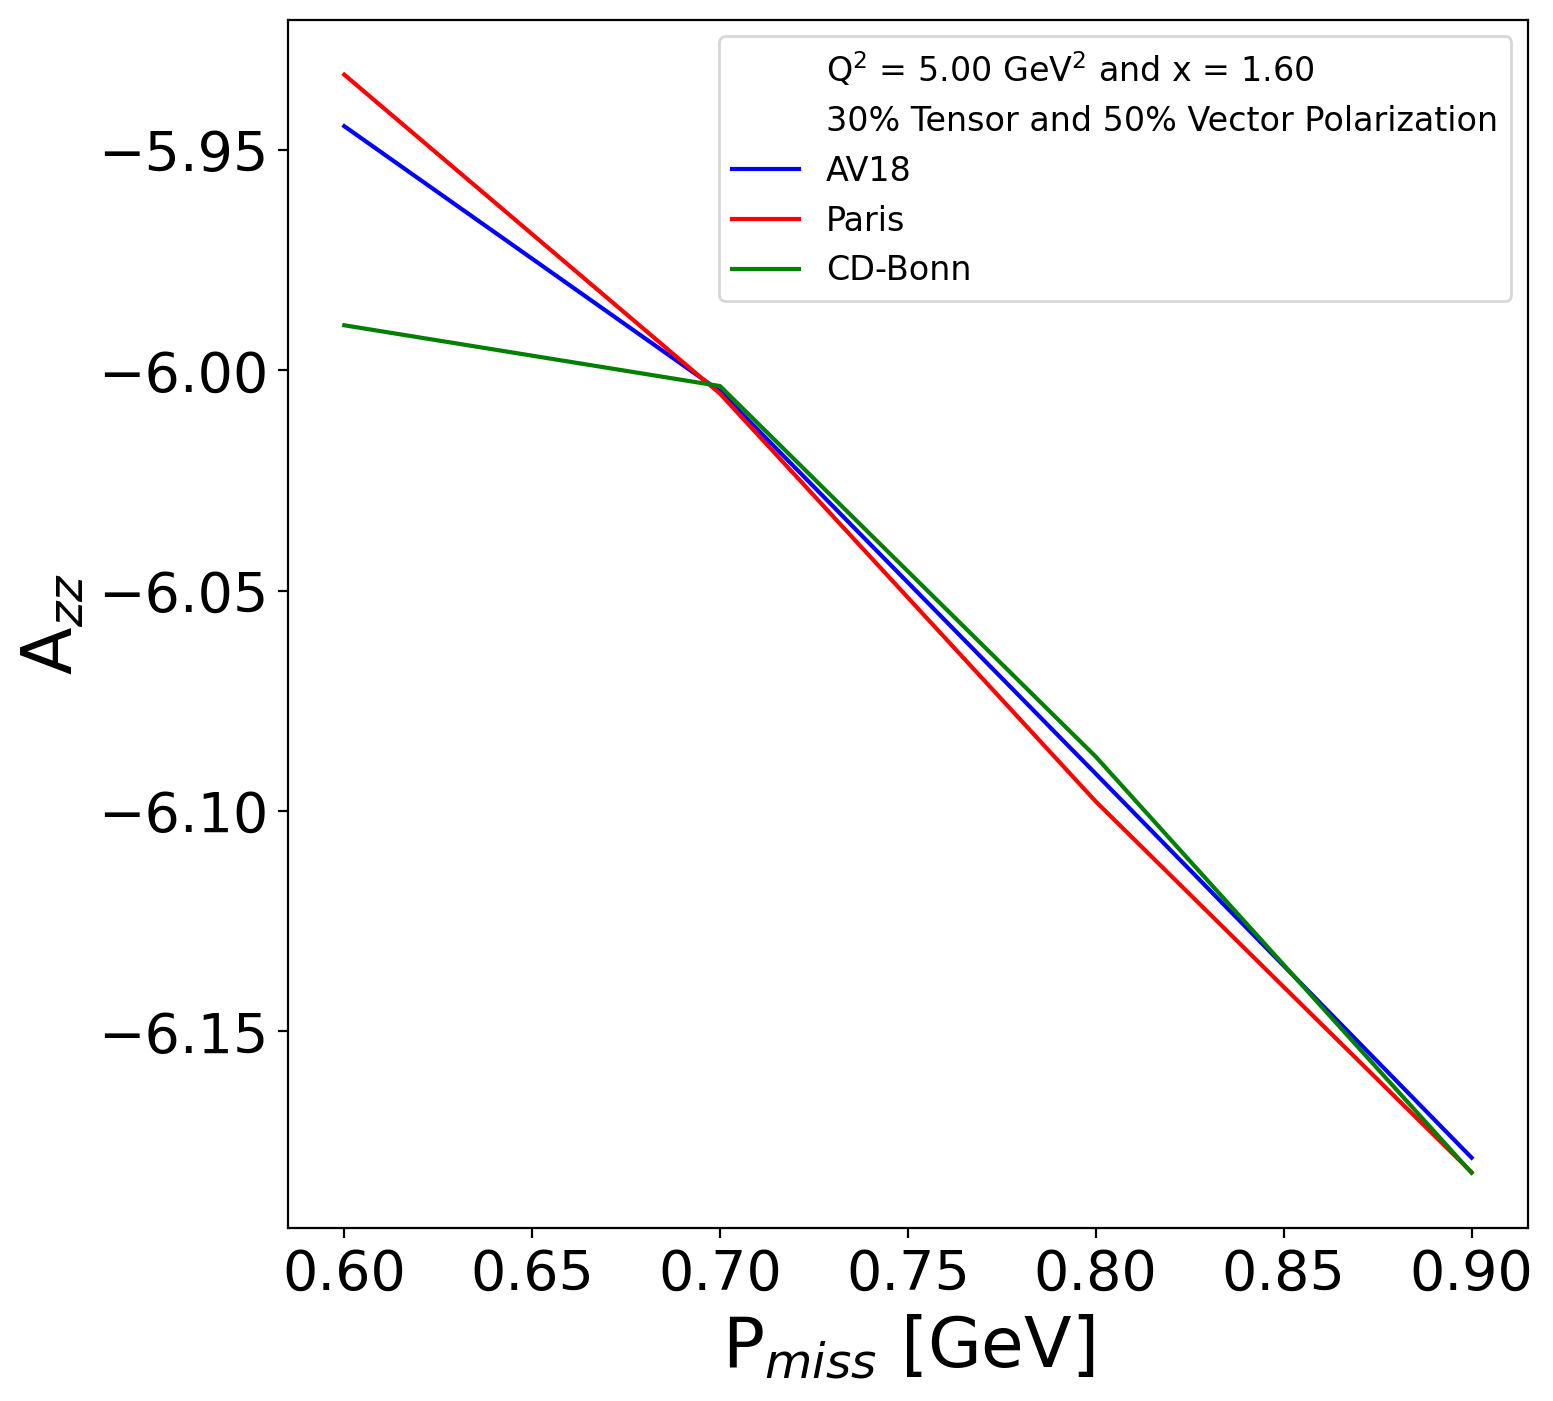 Q² = 5.00 GeV² and x = 1.60
30% Tensor and 50% Vector Polarization
AV18
Paris
CD-Bonn
−5.95
−6.00
−6.05
−6.10
−6.15
A_zz
0.60 0.65 0.70 0.75 0.80 0.85 0.90
P_miss [GeV]